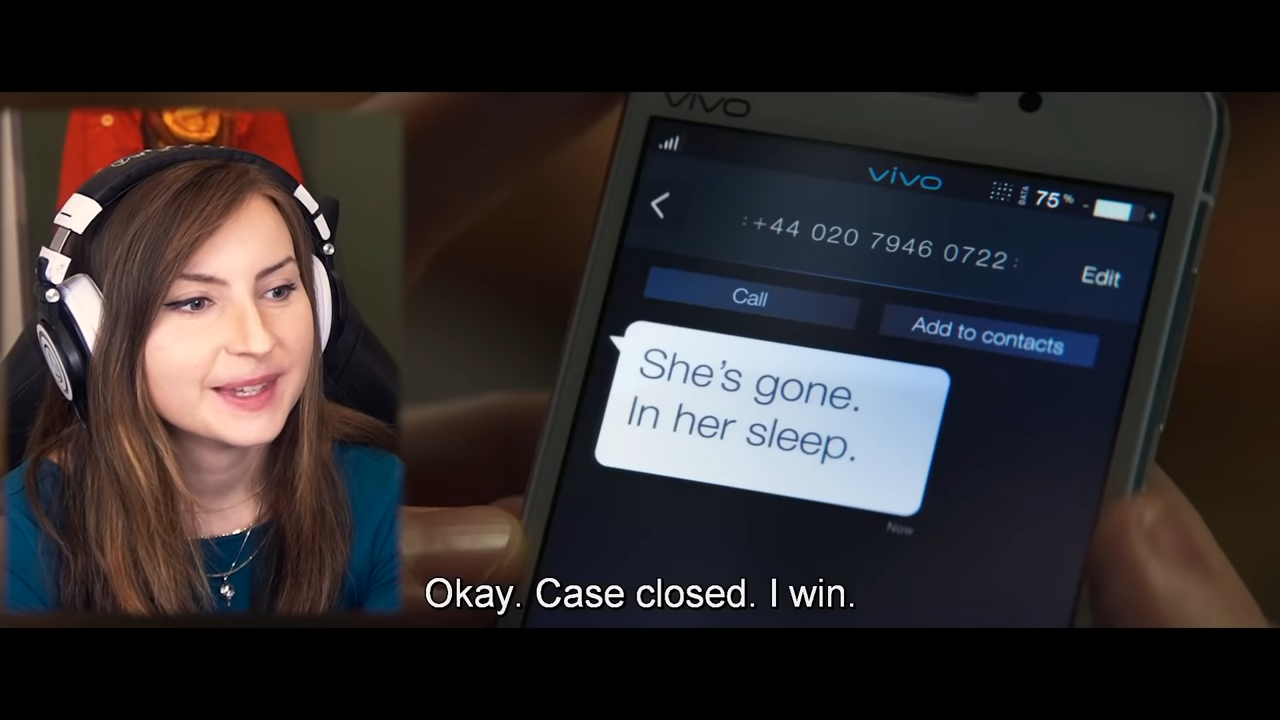 vivo
vivo
DATA 75 % - +
:+44 020 7946 0722:
Edit
Call
Add to contacts
She's gone.
In her sleep.
Now
Okay. Case closed. I win.